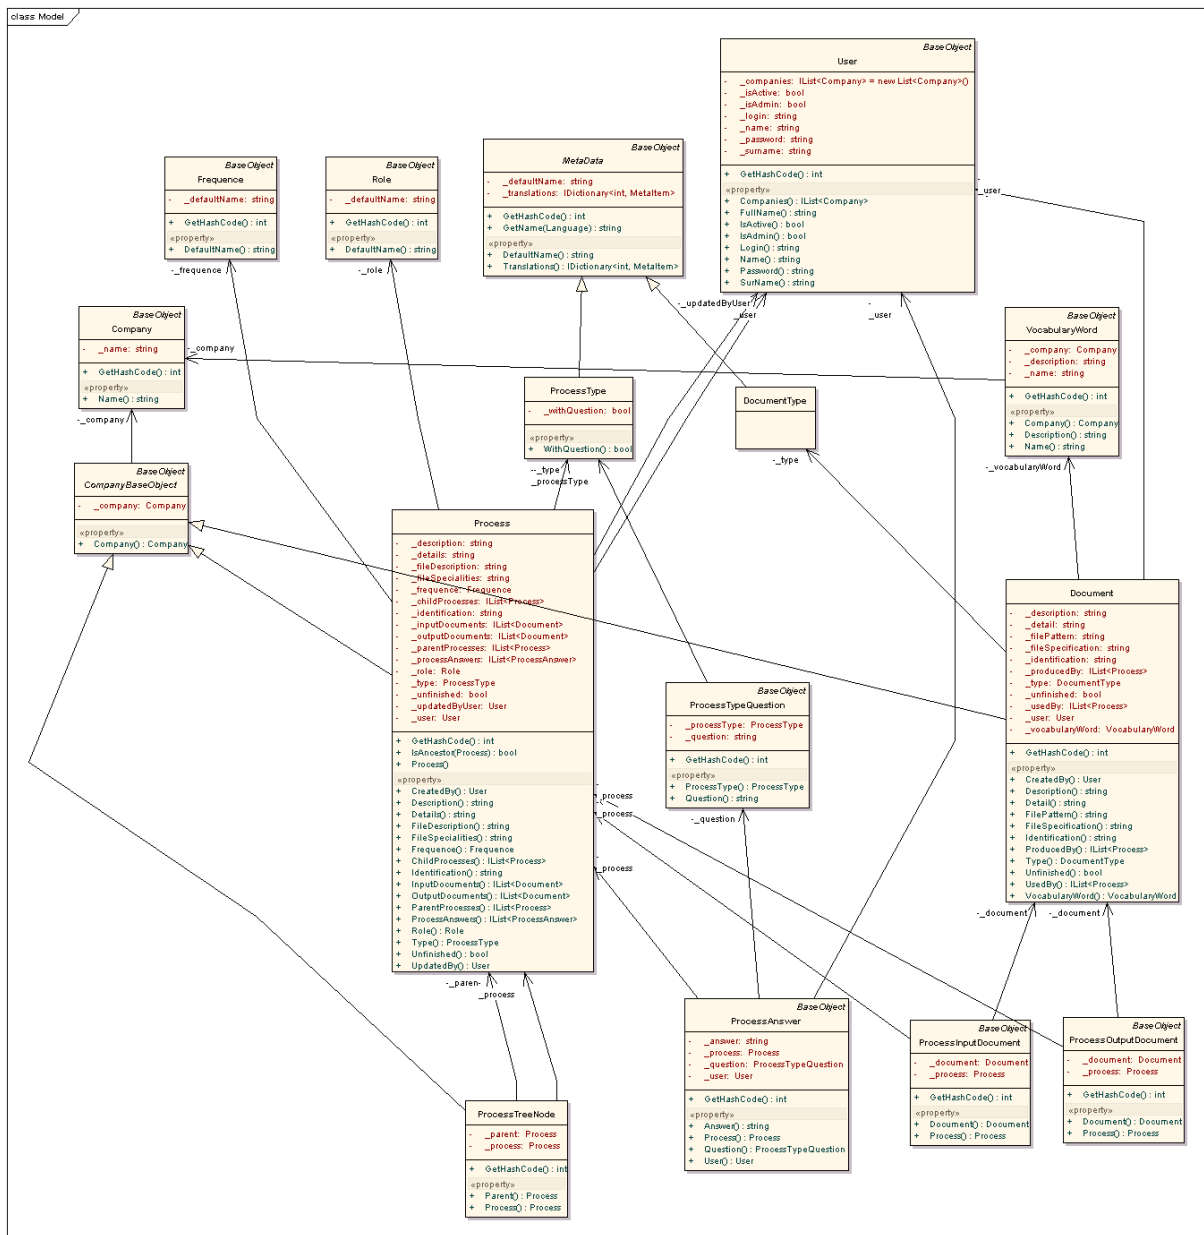 class Model
BaseObject
User
- _companies: IList<Company> = new List<Company>()
- _isActive: bool
- _isAdmin: bool
- _login: string
- _name: string
- _password: string
- _surname: string
+ GetHashCode() : int
«property»
+ Companies() : IList<Company>
+ FullName() : string
+ IsActive() : bool
+ IsAdmin() : bool
+ Login() : string
+ Name() : string
+ Password() : string
+ SurName() : string
BaseObject
Frequence
- _defaultName: string
+ GetHashCode() : int
«property»
+ DefaultName() : string
-_frequence
BaseObject
Role
- _defaultName: string
+ GetHashCode() : int
«property»
+ DefaultName() : string
-_role
BaseObject
MetaData
- _defaultName: string
- _translations: IDictionary<int, MetaItem>
+ GetHashCode() : int
+ GetName(Language) : string
«property»
+ DefaultName() : string
+ Translations() : IDictionary<int, MetaItem>
-
_user
-_updatedByUser
_user
-
_user
BaseObject
Company
- _name: string
+ GetHashCode() : int
«property»
+ Name() : string
-_company
-_company
BaseObject
VocabularyWord
- _company: Company
- _description: string
- _name: string
+ GetHashCode() : int
«property»
+ Company() : Company
+ Description() : string
+ Name() : string
-_vocabularyWord
ProcessType
- _withQuestion: bool
«property»
+ WithQuestion() : bool
--_type
_processType
DocumentType
-_type
BaseObject
CompanyBaseObject
- _company: Company
«property»
+ Company() : Company
Process
- _description: string
- _details: string
- _fileDescription: string
- _fileSpecialities: string
- _frequence: Frequence
- _childProcesses: IList<Process>
- _identification: string
- _inputDocuments: IList<Document>
- _outputDocuments: IList<Document>
- _parentProcesses: IList<Process>
- _processAnswers: IList<ProcessAnswer>
- _role: Role
- _type: ProcessType
- _unfinished: bool
- _updatedByUser: User
- _user: User
+ GetHashCode() : int
+ IsAncestor(Process) : bool
+ Process()
«property»
+ CreatedBy() : User
+ Description() : string
+ Details() : string
+ FileDescription() : string
+ FileSpecialities() : string
+ Frequence() : Frequence
+ ChildProcesses() : IList<Process>
+ Identification() : string
+ InputDocuments() : IList<Document>
+ OutputDocuments() : IList<Document>
+ ParentProcesses() : IList<Process>
+ ProcessAnswers() : IList<ProcessAnswer>
+ Role() : Role
+ Type() : ProcessType
+ Unfinished() : bool
+ UpdatedBy() : User
-_paren-
_process
Document
- _description: string
- _detail: string
- _filePattern: string
- _fileSpecification: string
- _identification: string
- _producedBy: IList<Process>
- _type: DocumentType
- _unfinished: bool
- _usedBy: IList<Process>
- _user: User
- _vocabularyWord: VocabularyWord
+ GetHashCode() : int
«property»
+ CreatedBy() : User
+ Description() : string
+ Detail() : string
+ FilePattern() : string
+ FileSpecification() : string
+ Identification() : string
+ ProducedBy() : IList<Process>
+ Type() : DocumentType
+ Unfinished() : bool
+ UsedBy() : IList<Process>
+ VocabularyWord() : VocabularyWord
-_document
-_document
BaseObject
ProcessTypeQuestion
- _processType: ProcessType
- _question: string
+ GetHashCode() : int
«property»
+ ProcessType() : ProcessType
+ Question() : string
-_question
-
_process
-
_process
-
_process
BaseObject
ProcessAnswer
- _answer: string
- _process: Process
- _question: ProcessTypeQuestion
- _user: User
+ GetHashCode() : int
«property»
+ Answer() : string
+ Process() : Process
+ Question() : ProcessTypeQuestion
+ User() : User
BaseObject
ProcessInputDocument
- _document: Document
- _process: Process
+ GetHashCode() : int
«property»
+ Document() : Document
+ Process() : Process
BaseObject
ProcessOutputDocument
- _document: Document
- _process: Process
+ GetHashCode() : int
«property»
+ Document() : Document
+ Process() : Process
ProcessTreeNode
- _parent: Process
- _process: Process
+ GetHashCode() : int
«property»
+ Parent() : Process
+ Process() : Process